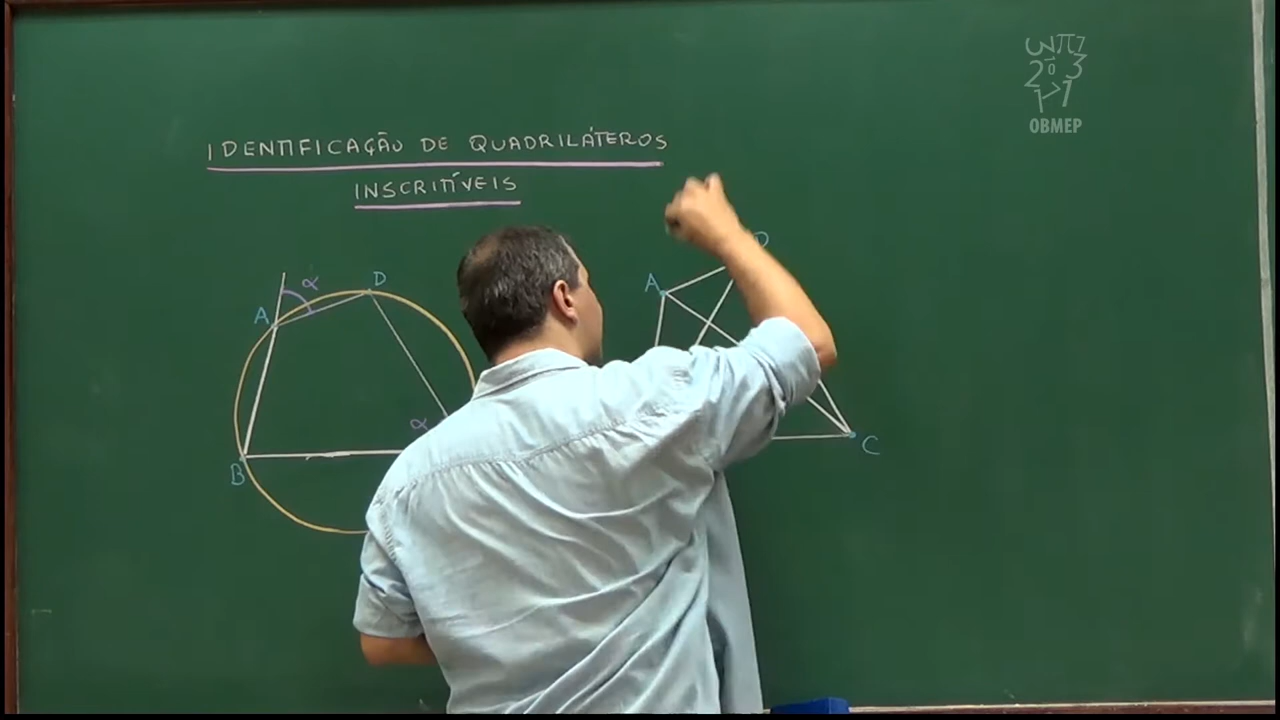 IDENTIFICAÇÃO DE QUADRILÁTEROS
INSCRITÍVEIS
OBMEP
α
D
A
α
B
D
A
C